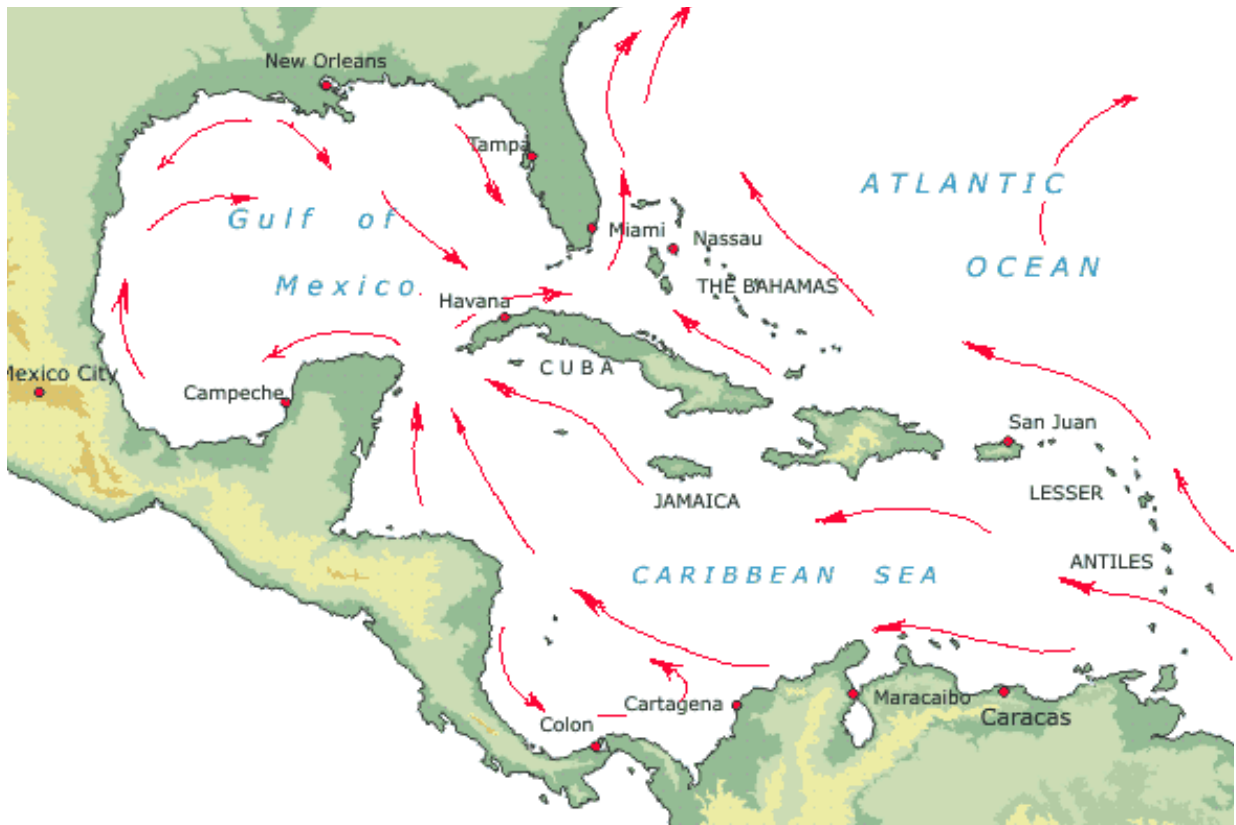 New Orleans
Tampa
ATLANTIC
Gulf of
Miami
Nassau
OCEAN
Mexico
THE BAHAMAS
Havana
CUBA
Mexico City
Campeche
San Juan
JAMAICA
LESSER
ANTILES
CARIBBEAN SEA
Cartagena
Maracaibo
Colon
Caracas